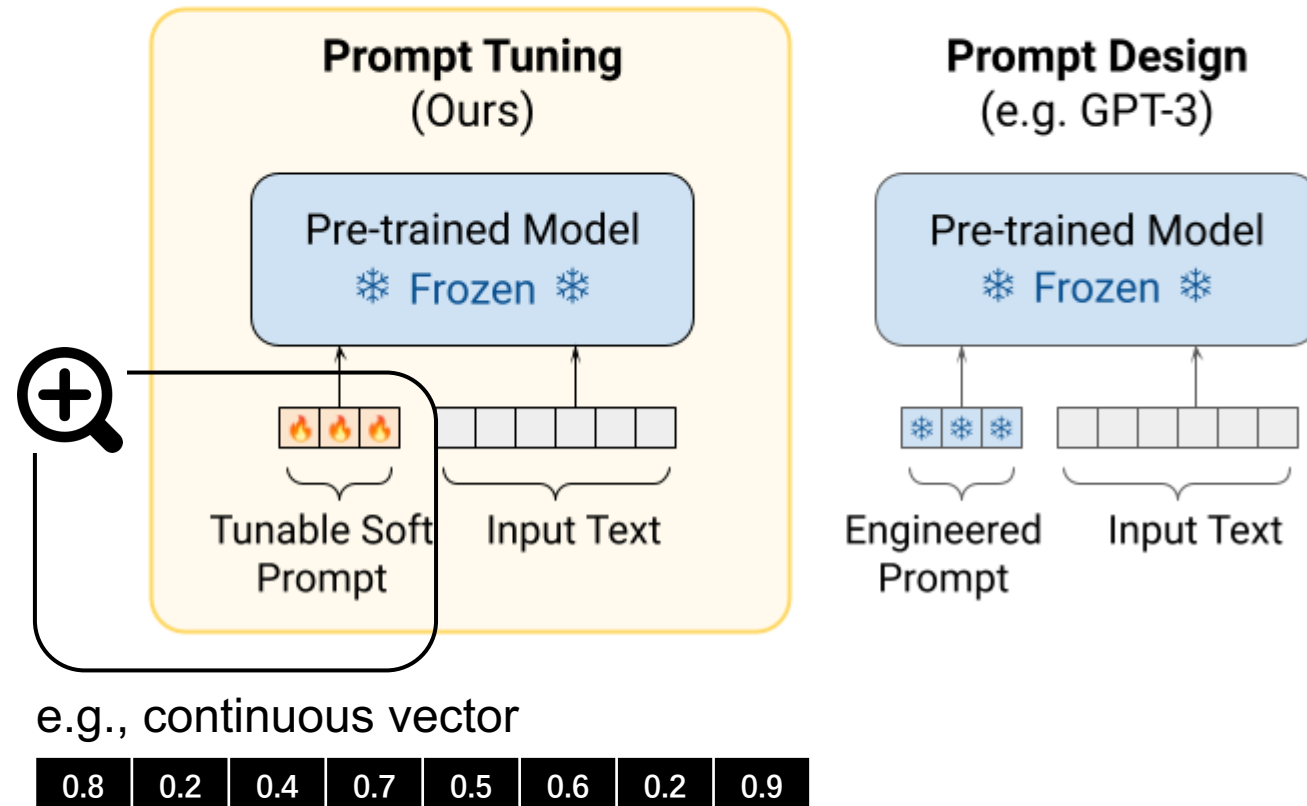 Prompt Tuning
(Ours)
Pre-trained Model
Frozen
Tunable Soft
Prompt
Input Text
Prompt Design
(e.g. GPT-3)
Pre-trained Model
Frozen
Engineered
Prompt
Input Text
e.g., continuous vector
0.8 0.2 0.4 0.7 0.5 0.6 0.2 0.9